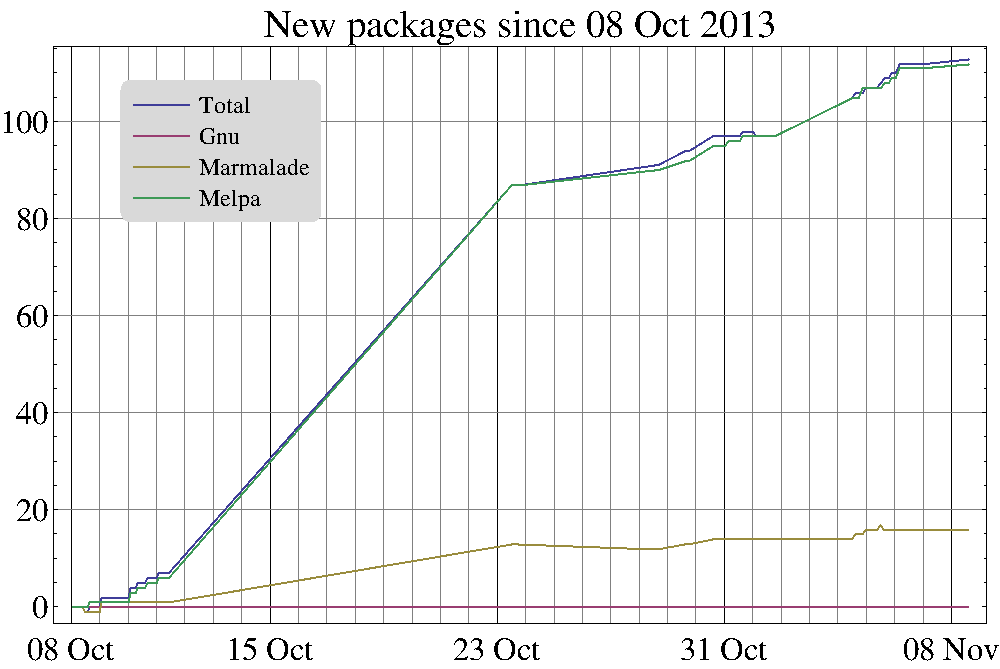 New packages since 08 Oct 2013
Total
Gnu
Marmalade
Melpa
100
80
60
40
20
0
08 Oct 15 Oct 23 Oct 31 Oct 08 Nov